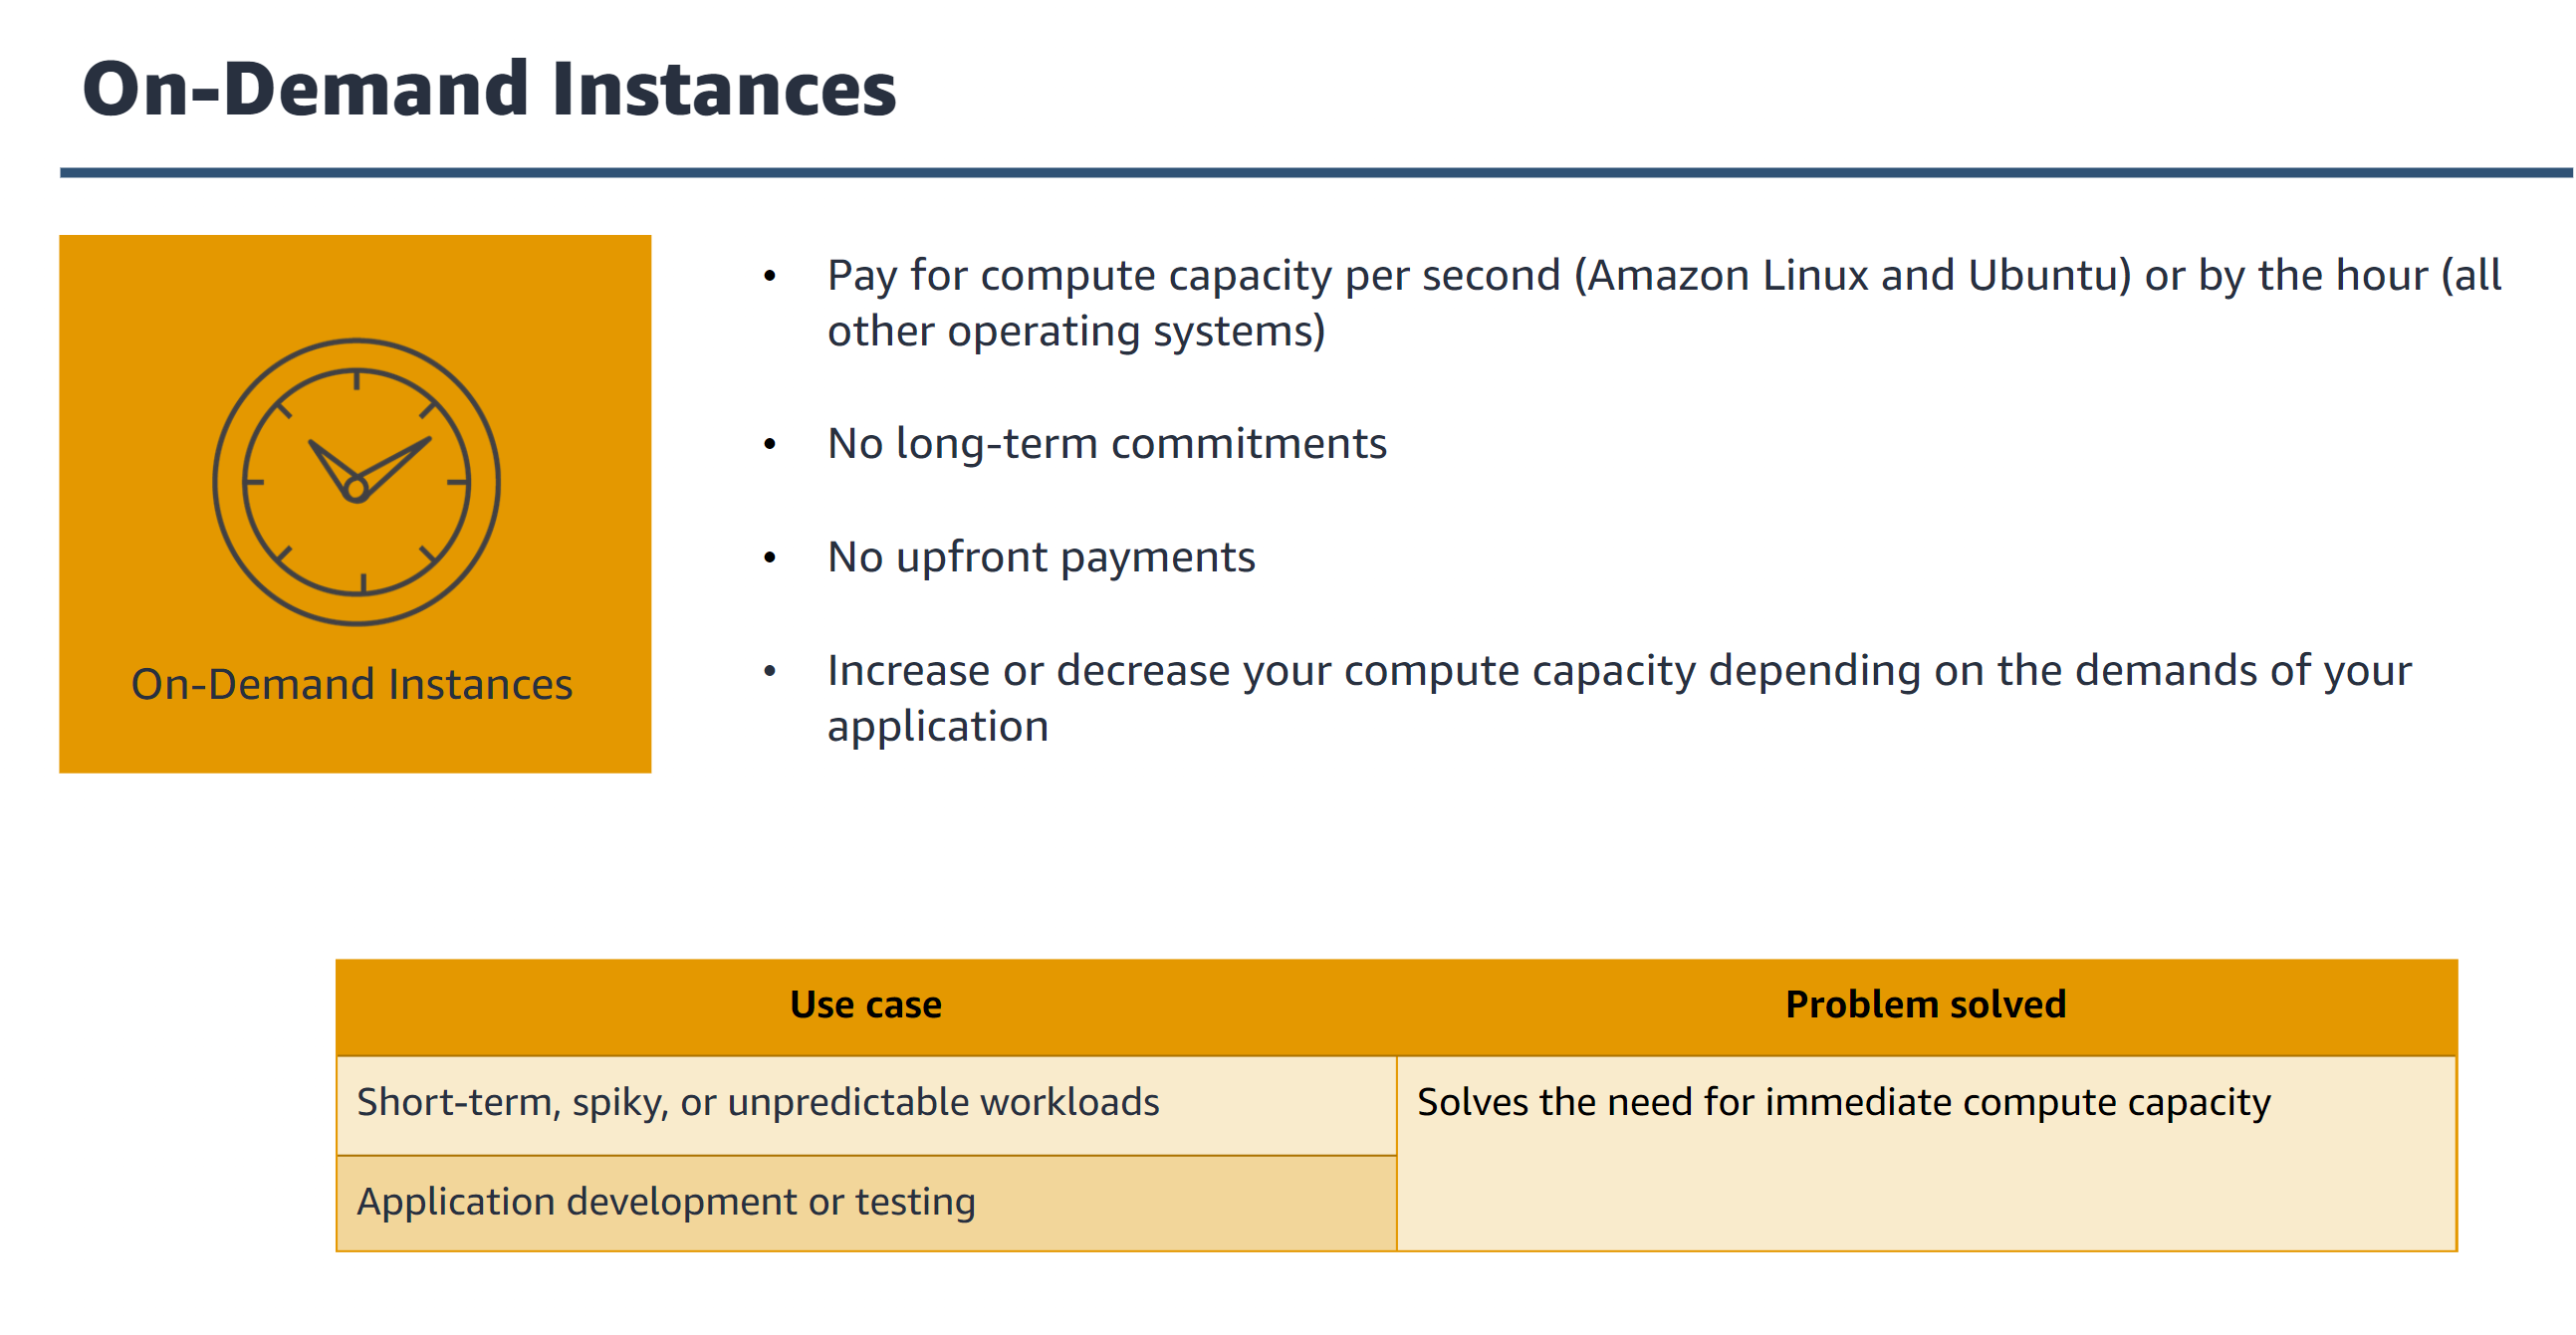 On-Demand Instances
On-Demand Instances
• Pay for compute capacity per second (Amazon Linux and Ubuntu) or by the hour (all
other operating systems)
• No long-term commitments
• No upfront payments
• Increase or decrease your compute capacity depending on the demands of your
application
Use case
Problem solved
Short-term, spiky, or unpredictable workloads
Solves the need for immediate compute capacity
Application development or testing